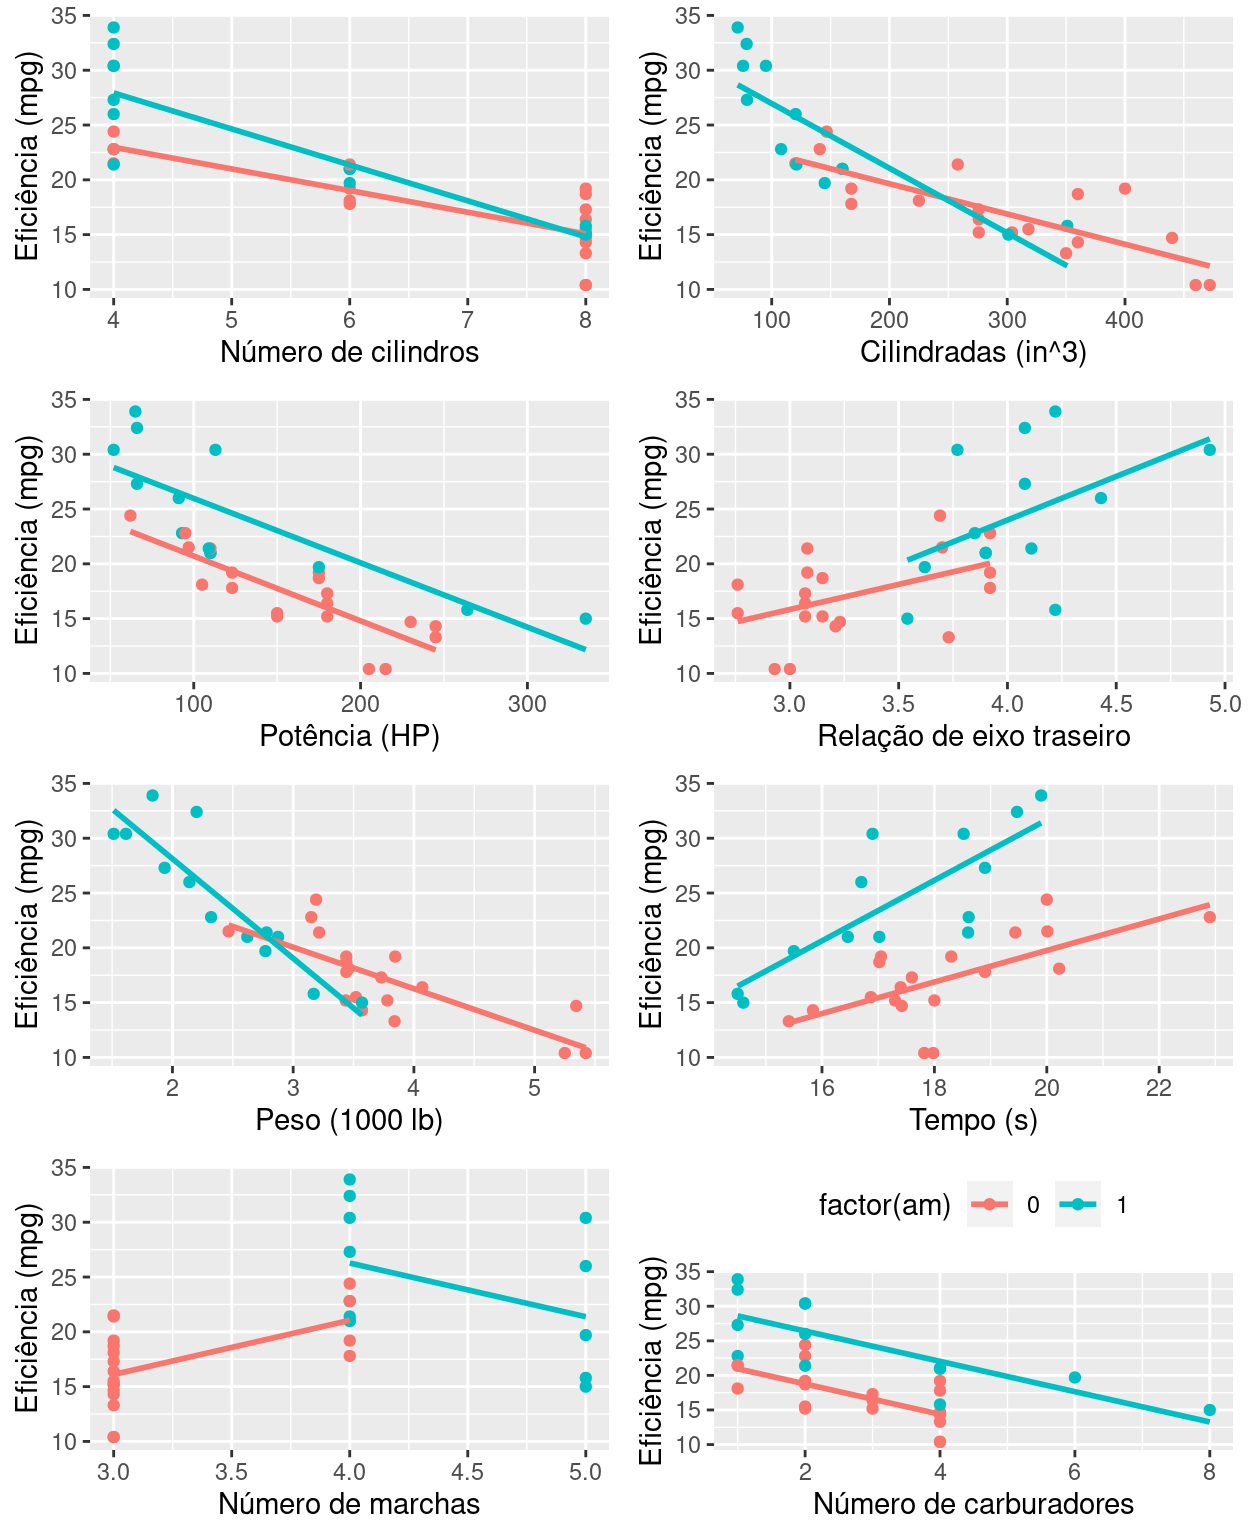 35
30
25
20
15
10
Eficiência (mpg)
4 5 6 7 8
Número de cilindros
35
30
25
20
15
10
Eficiência (mpg)
100 200 300 400
Cilindradas (in^3)
35
30
25
20
15
10
Eficiência (mpg)
100 200 300
Potência (HP)
35
30
25
20
15
10
Eficiência (mpg)
3.0 3.5 4.0 4.5 5.0
Relação de eixo traseiro
35
30
25
20
15
10
Eficiência (mpg)
2 3 4 5
Peso (1000 lb)
35
30
25
20
15
10
Eficiência (mpg)
16 18 20 22
Tempo (s)
35
30
25
20
15
10
Eficiência (mpg)
3.0 3.5 4.0 4.5 5.0
Número de marchas
factor(am) 0 1
35
30
25
20
15
10
Eficiência (mpg)
2 4 6 8
Número de carburadores